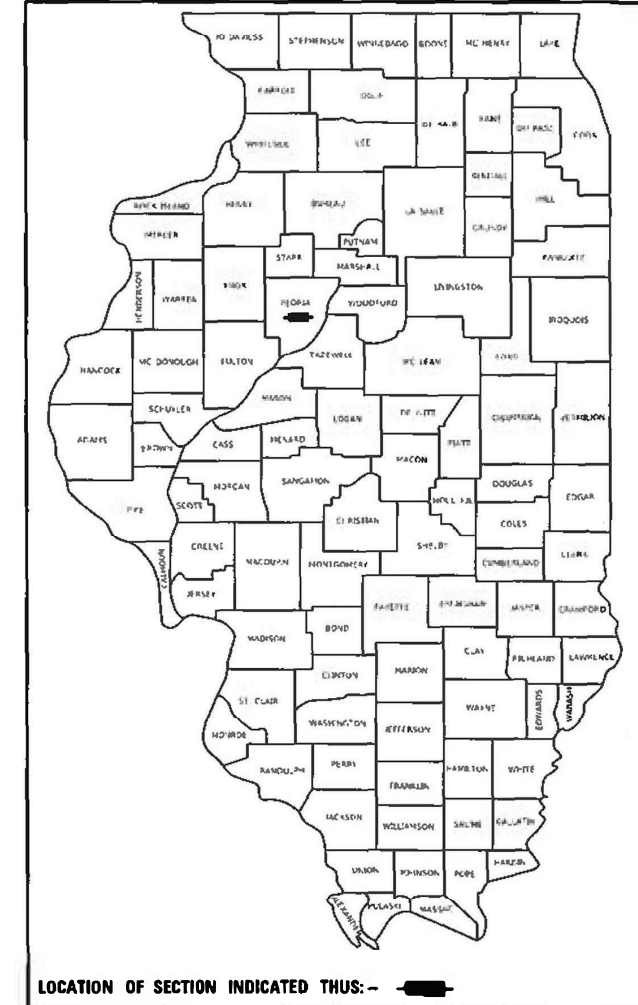 JO DAVIESS STEPHENSON WINNEBAGO BOONE MC HENRY LAKE
CARROLL OGLE
DE KALB KANE DU PAGE COOK
WHITESIDE LEE
KENDALL WILL
ROCK ISLAND HENRY BUREAU LA SALLE
MERCER PUTNAM GRUNDY
STARK MARSHALL KANKAKEE
HENDERSON WARREN KNOX PEORIA WOODFORD LIVINGSTON IROQUOIS
HANCOCK MC DONOUGH FULTON TAZEWELL MC LEAN FORD
SCHUYLER MASON LOGAN DE WITT CHAMPAIGN VERMILION
ADAMS BROWN CASS MENARD MACON PIATT
PIKE SCOTT MORGAN SANGAMON MOULTRIE DOUGLAS EDGAR
CHRISTIAN COLES
CALHOUN GREENE MACOUPIN MONTGOMERY SHELBY CUMBERLAND CLARK
JERSEY FAYETTE EFFINGHAM JASPER CRAWFORD
MADISON BOND
CLAY RICHLAND LAWRENCE
CLINTON MARION
ST. CLAIR WAYNE EDWARDS WABASH
MONROE WASHINGTON JEFFERSON
RANDOLPH PERRY HAMILTON WHITE
FRANKLIN
JACKSON WILLIAMSON SALINE GALLATIN
UNION JOHNSON POPE HARDIN
ALEXANDER PULASKI MASSAC
LOCATION OF SECTION INDICATED THUS:-